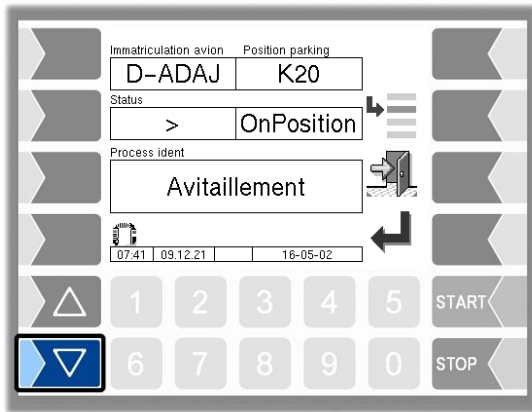 Immatriculation avion Position parking
D-ADAJ K20
Status
> OnPosition
Process ident
Avitaillement
07:41 09.12.21 16-05-02
1 2 3 4 5 START
6 7 8 9 0 STOP